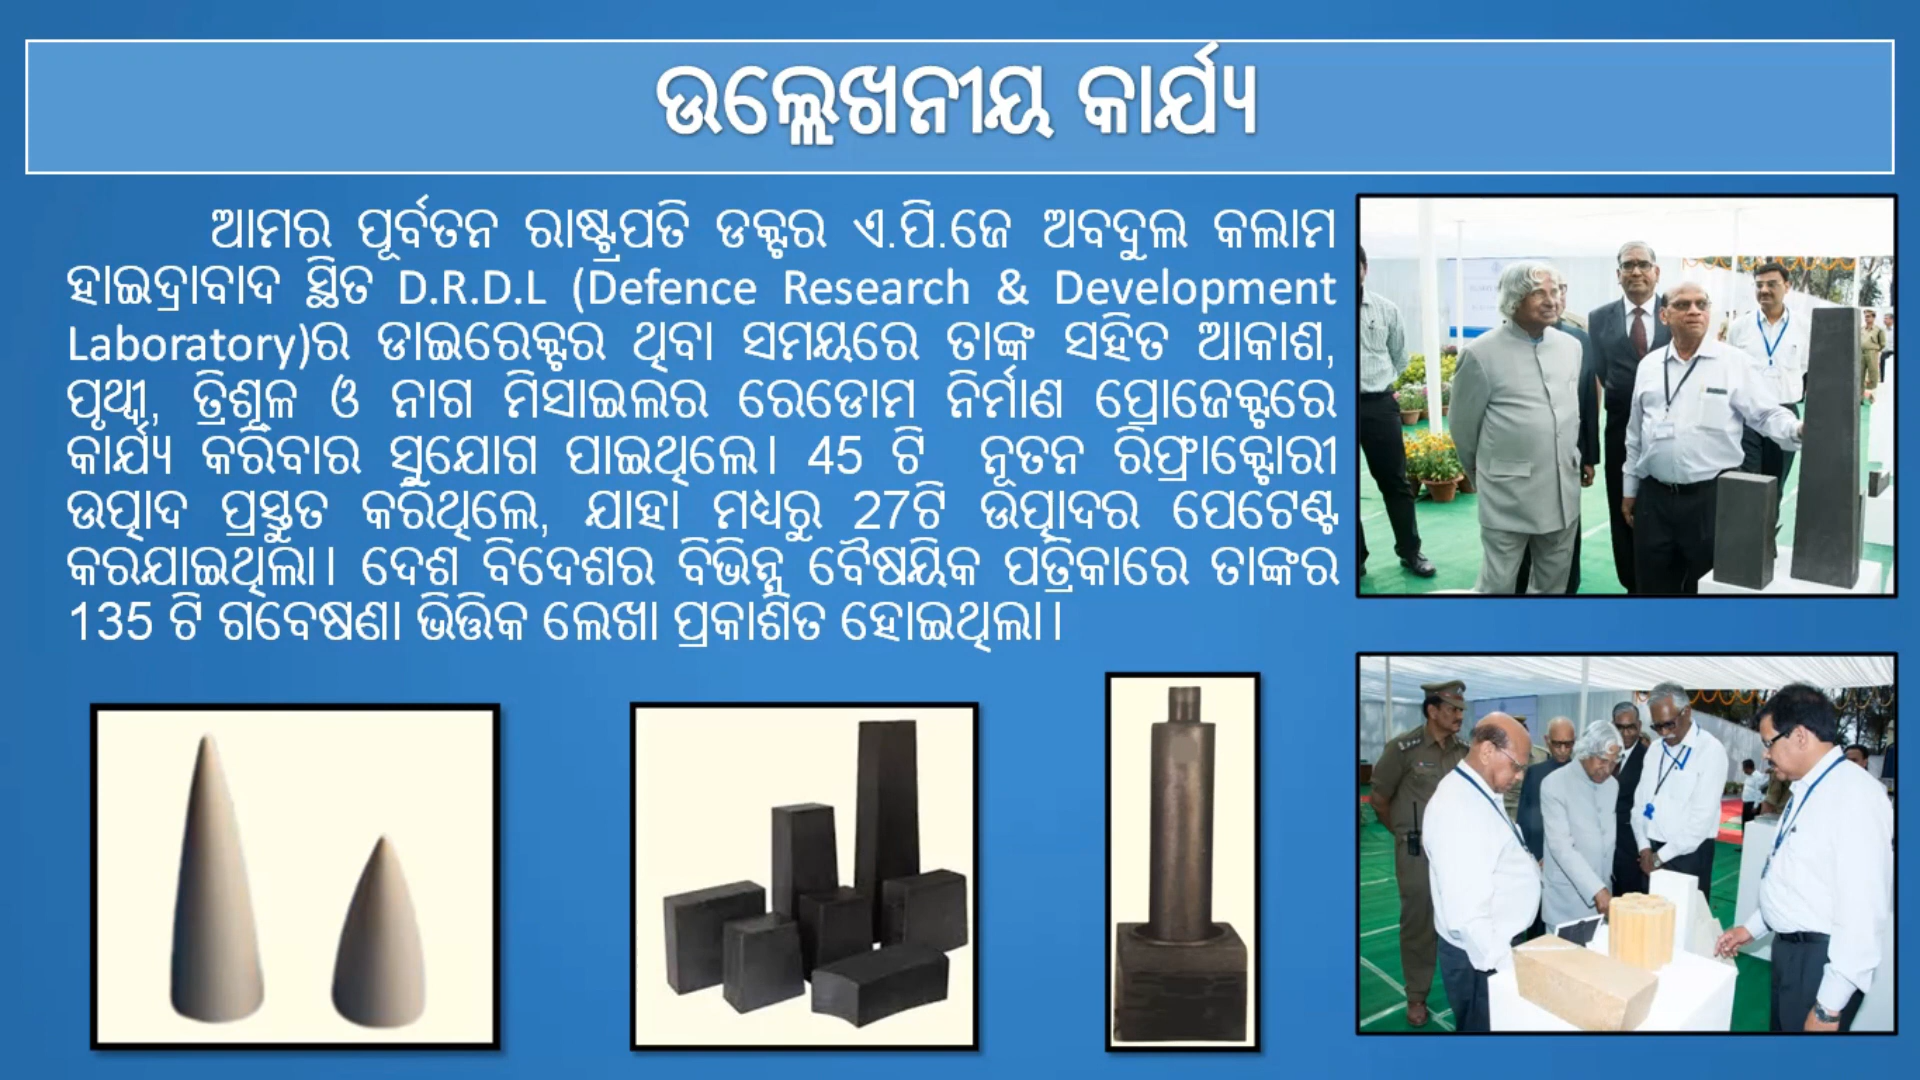 ଉଲ୍ଲେଖନୀୟ କାର୍ଯ୍ୟ
ଆମର ପୂର୍ବତନ ରାଷ୍ଟ୍ରପତି ଡକ୍ଟର ଏ.ପି.ଜେ ଅବଦୁଲ କଲାମ
ହାଇଦ୍ରାବାଦ ସ୍ଥିତ D.R.D.L (Defence Research & Development
Laboratory)ର ଡାଇରେକ୍ଟର ଥିବା ସମୟରେ ତାଙ୍କ ସହିତ ଆକାଶ,
ପୃଥ୍ୱୀ, ତ୍ରିଶୂଳ ଓ ନାଗ ମିସାଇଲର ରେଡୋମ ନିର୍ମାଣ ପ୍ରୋଜେକ୍ଟରେ
କାର୍ଯ୍ୟ କରିବାର ସୁଯୋଗ ପାଇଥିଲେ। 45 ଟି ନୂତନ ରିଫ୍ରାକ୍ଟୋରୀ
ଉତ୍ପାଦ ପ୍ରସ୍ତୁତ କରିଥିଲେ, ଯାହା ମଧ୍ୟରୁ 27ଟି ଉତ୍ପାଦର ପେଟେଣ୍ଟ
କରଯାଇଥିଲା। ଦେଶ ବିଦେଶର ବିଭିନ୍ନ ବୈଷୟିକ ପତ୍ରିକାରେ ତାଙ୍କର
135 ଟି ଗବେଷଣା ଭିତ୍ତିକ ଲେଖା ପ୍ରକାଶିତ ହୋଇଥିଲା।